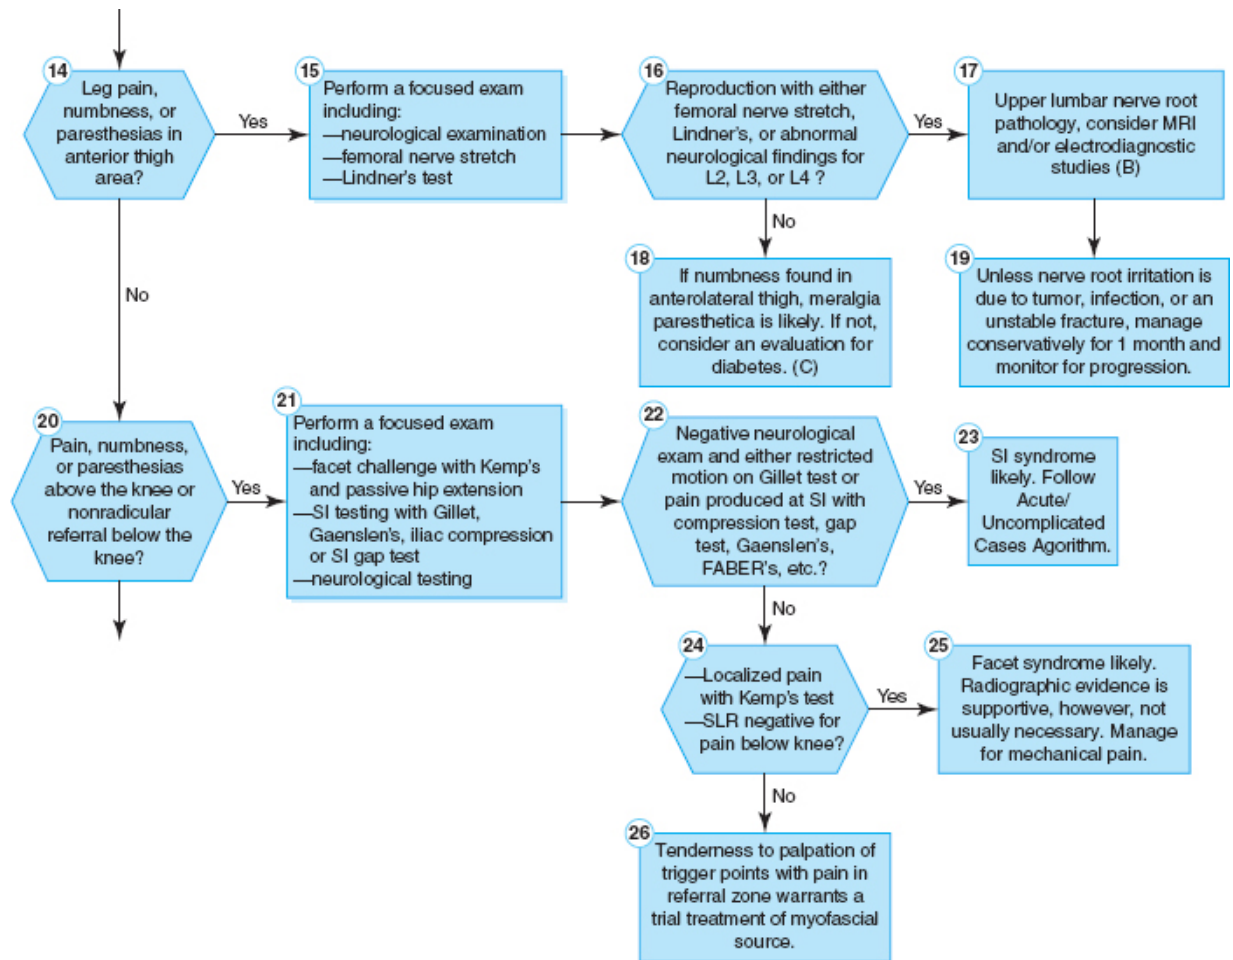 14
Leg pain,
numbness, or
paresthesias in
anterior thigh
area?
Yes
15
Perform a focused exam
including:
—neurological examination
—femoral nerve stretch
—Lindner's test
16
Reproduction with either
femoral nerve stretch,
Lindner's, or abnormal
neurological findings for
L2, L3, or L4 ?
Yes
17
Upper lumbar nerve root
pathology, consider MRI
and/or electrodiagnostic
studies (B)
No
18
If numbness found in
anterolateral thigh, meralgia
paresthetica is likely. If not,
consider an evaluation for
diabetes. (C)
19
Unless nerve root irritation is
due to tumor, infection, or an
unstable fracture, manage
conservatively for 1 month and
monitor for progression.
No
20
Pain, numbness,
or paresthesias
above the knee or
nonradicular
referral below the
knee?
Yes
21
Perform a focused exam
including:
—facet challenge with Kemp's
and passive hip extension
—SI testing with Gillet,
Gaenslen's, iliac compression
or SI gap test
—neurological testing
22
Negative neurological
exam and either restricted
motion on Gillet test or
pain produced at SI with
compression test, gap
test, Gaenslen's,
FABER's, etc.?
Yes
23
SI syndrome
likely. Follow
Acute/
Uncomplicated
Cases Agorithm.
No
24
—Localized pain
with Kemp's test
—SLR negative for
pain below knee?
Yes
25
Facet syndrome likely.
Radiographic evidence is
supportive, however, not
usually necessary. Manage
for mechanical pain.
No
26
Tenderness to palpation of
trigger points with pain in
referral zone warrants a
trial treatment of myofascial
source.